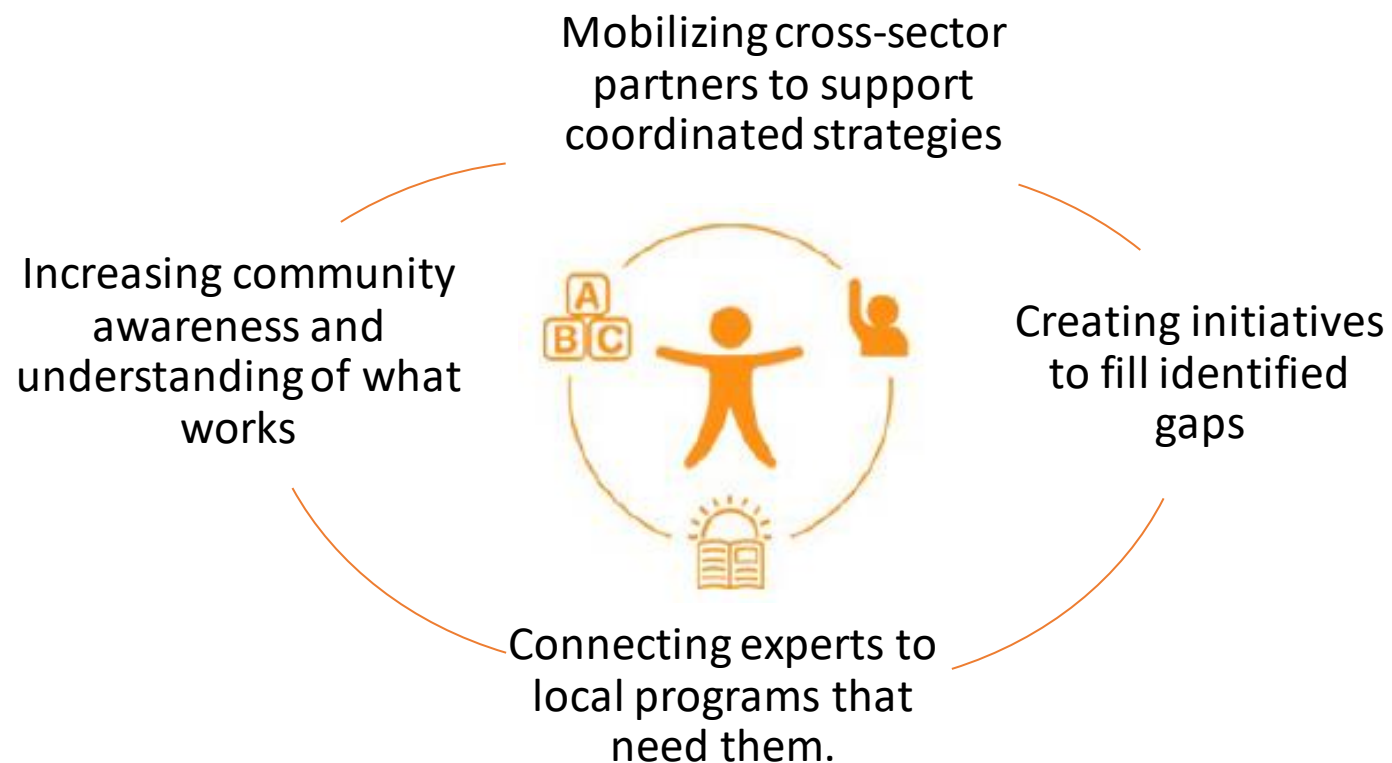 Mobilizing cross-sector
partners to support
coordinated strategies
Increasing community
awareness and
understanding of what
works
Creating initiatives
to fill identified
gaps
A
B C
Connecting experts to
local programs that
need them.